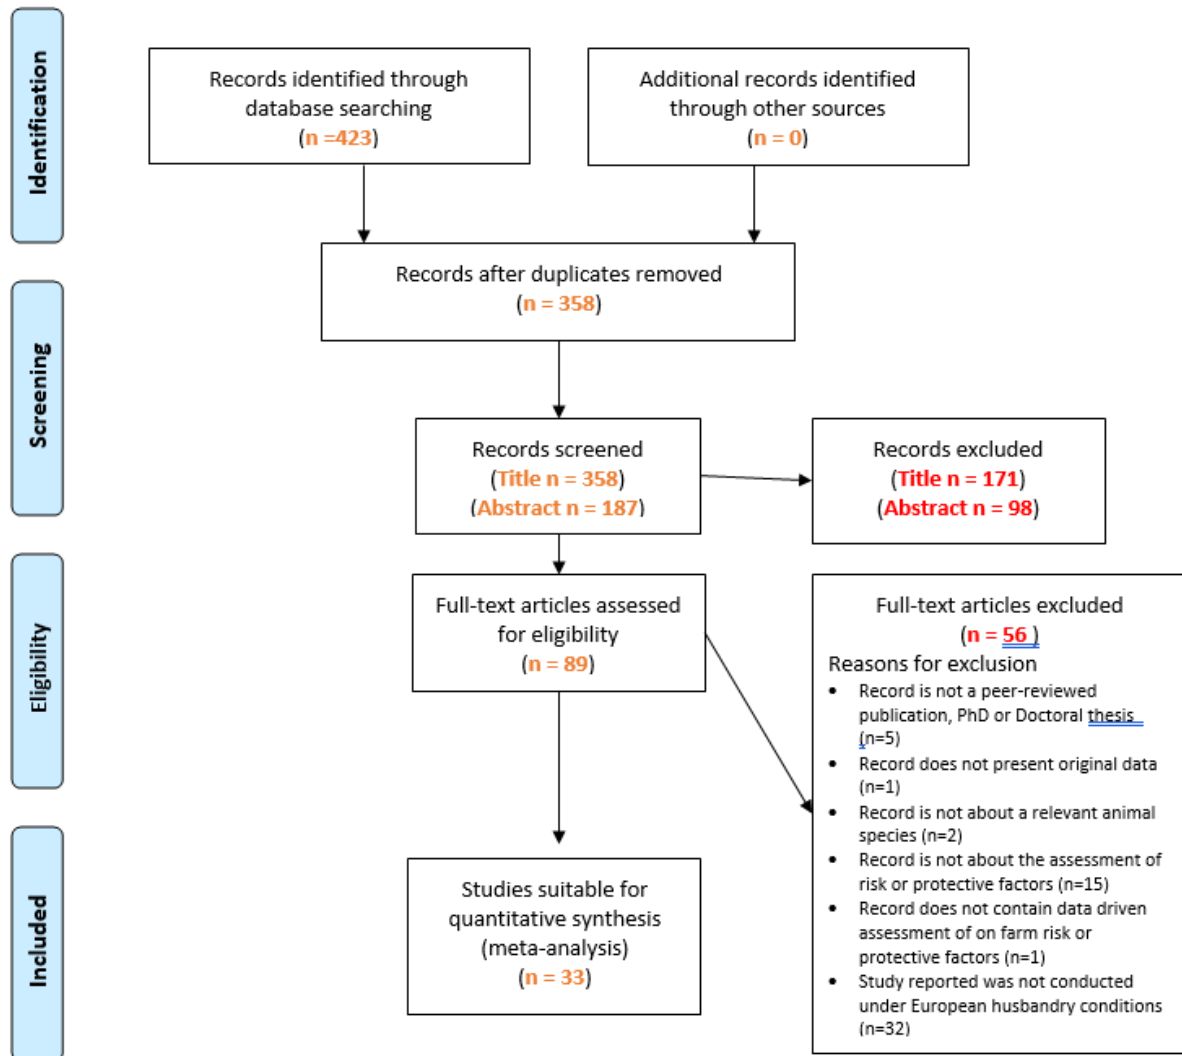 Identification
Records identified through
database searching
(n =423)
Additional records identified
through other sources
(n = 0)
Records after duplicates removed
(n = 358)
Screening
Records screened
(Title n = 358)
(Abstract n = 187)
Records excluded
(Title n = 171)
(Abstract n = 98)
Eligibility
Full-text articles assessed
for eligibility
(n = 89)
Full-text articles excluded
(n = 56 )
Reasons for exclusion
• Record is not a peer-reviewed
publication, PhD or Doctoral thesis
(n=5)
• Record does not present original data
(n=1)
• Record is not about a relevant animal
species (n=2)
• Record is not about the assessment of
risk or protective factors (n=15)
• Record does not contain data driven
assessment of on farm risk or
protective factors (n=1)
• Study reported was not conducted
under European husbandry conditions
(n=32)
Included
Studies suitable for
quantitative synthesis
(meta-analysis)
(n = 33)